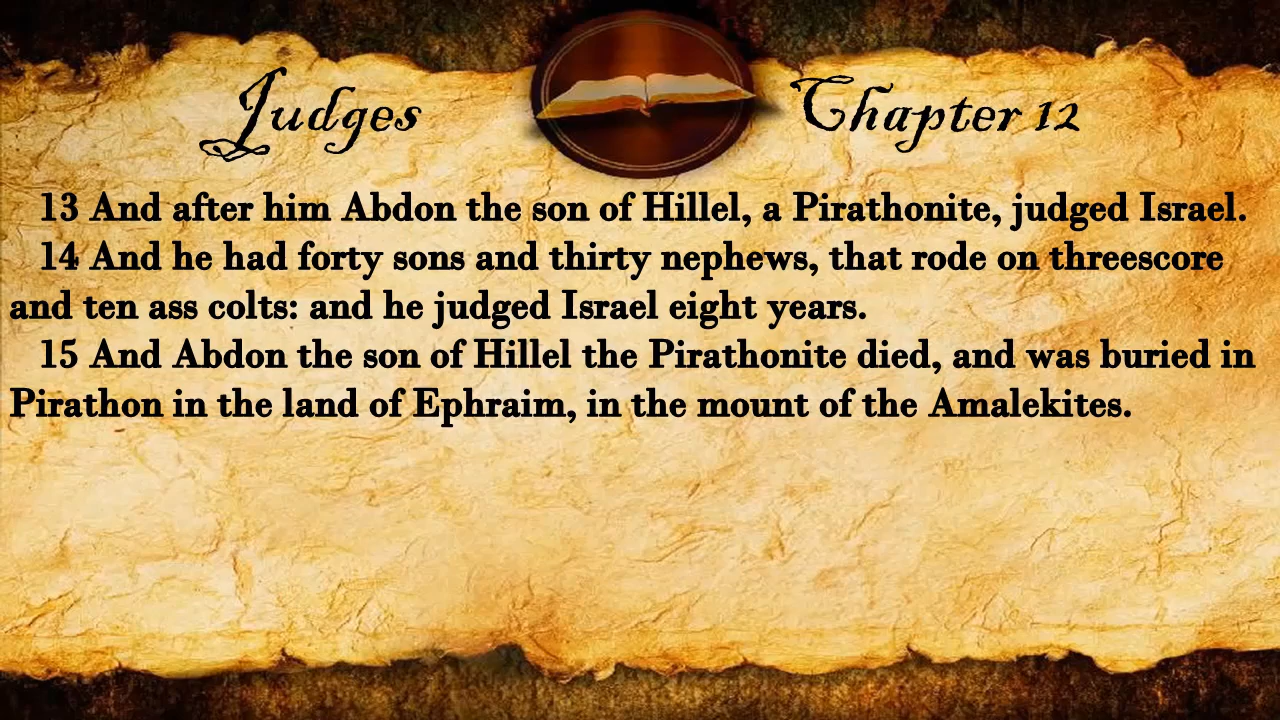 Judges Chapter 12
13 And after him Abdon the son of Hillel, a Pirathonite, judged Israel.
14 And he had forty sons and thirty nephews, that rode on threescore
and ten ass colts: and he judged Israel eight years.
15 And Abdon the son of Hillel the Pirathonite died, and was buried in
Pirathon in the land of Ephraim, in the mount of the Amalekites.